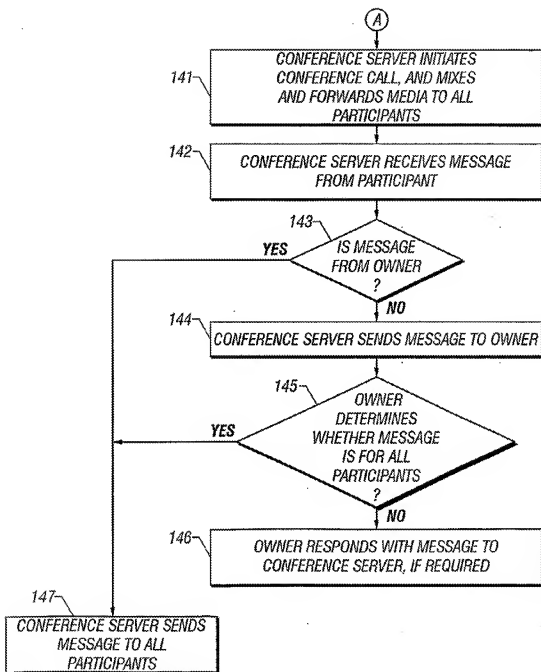 A
141
CONFERENCE SERVER INITIATES
CONFERENCE CALL, AND MIXES
AND FORWARDS MEDIA TO ALL
PARTICIPANTS
142
CONFERENCE SERVER RECEIVES MESSAGE
FROM PARTICIPANT
143
YES
IS MESSAGE
FROM OWNER
?
NO
144
CONFERENCE SERVER SENDS MESSAGE TO OWNER
145
YES
OWNER
DETERMINES
WHETHER MESSAGE
IS FOR ALL
PARTICIPANTS
?
NO
146
OWNER RESPONDS WITH MESSAGE TO
CONFERENCE SERVER, IF REQUIRED
147
CONFERENCE SERVER SENDS
MESSAGE TO ALL
PARTICIPANTS